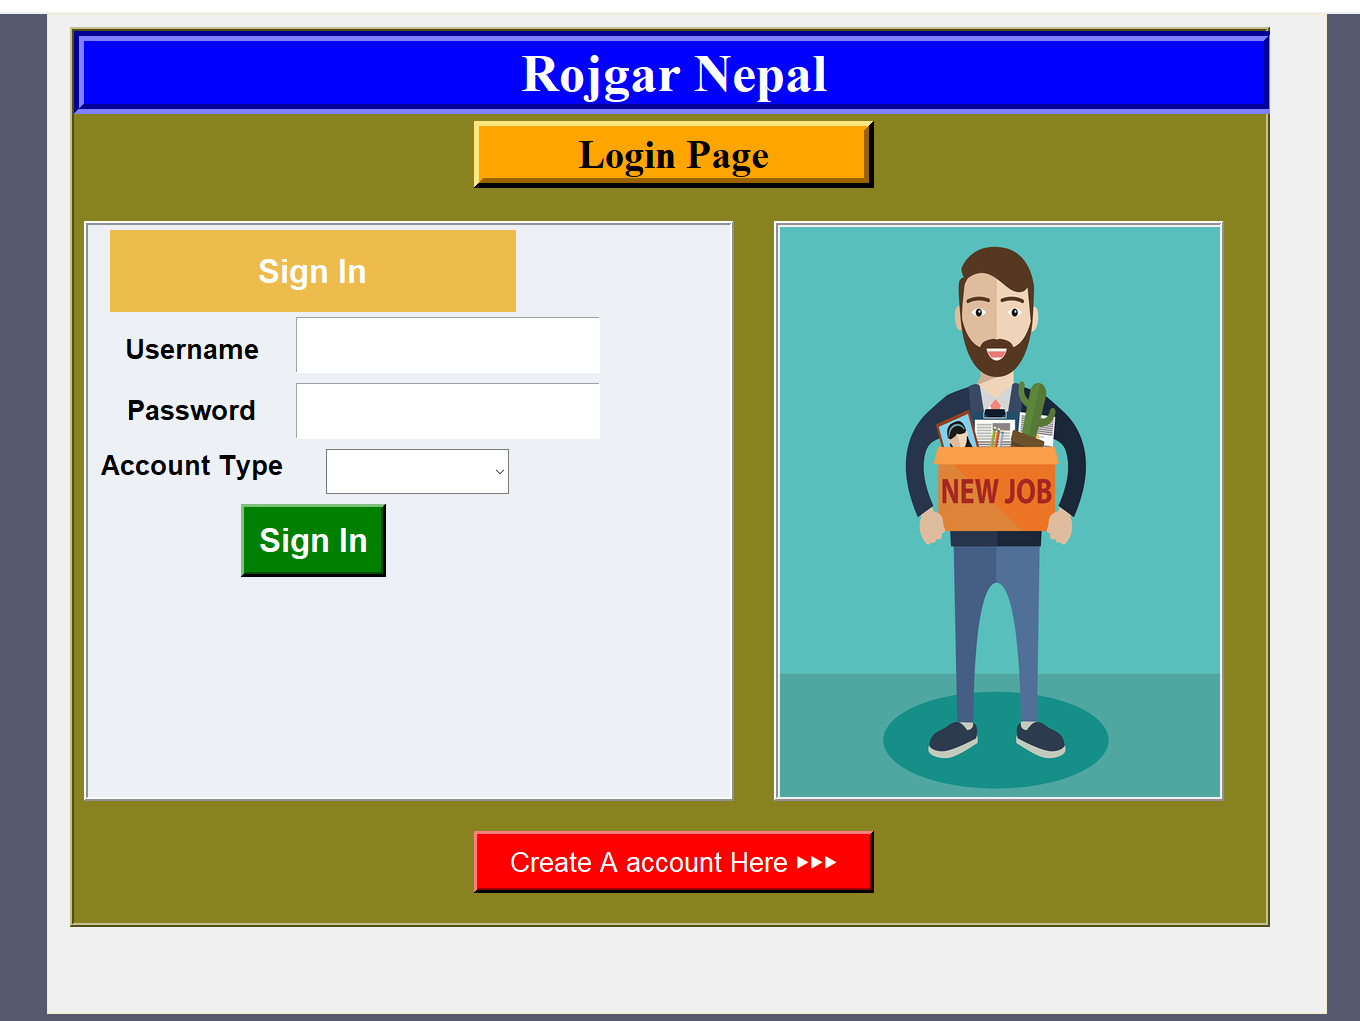 Rojgar Nepal
Login Page
Sign In
Username
Password
Account Type
Sign In
NEW JOB
Create A account Here ▶▶▶